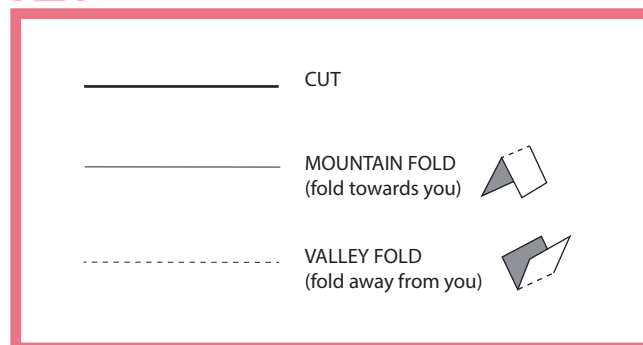 CUT
MOUNTAIN FOLD
(fold towards you)
VALLEY FOLD
(fold away from you)